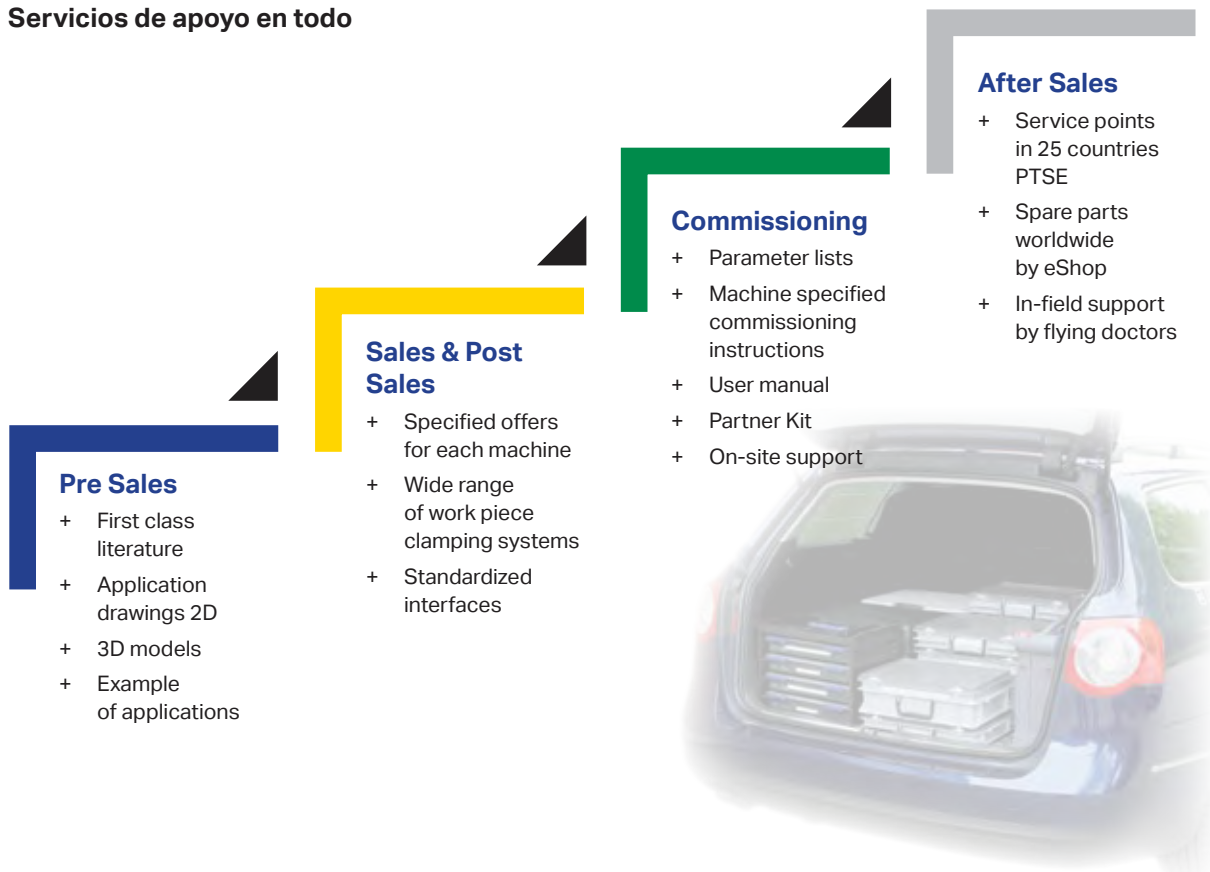 Servicios de apoyo en todo
Pre Sales
+ First class
literature
+ Application
drawings 2D
+ 3D models
+ Example
of applications
Sales & Post
Sales
+ Specified offers
for each machine
+ Wide range
of work piece
clamping systems
+ Standardized
interfaces
Commissioning
+ Parameter lists
+ Machine specified
commissioning
instructions
+ User manual
+ Partner Kit
+ On-site support
After Sales
+ Service points
in 25 countries
PTSE
+ Spare parts
worldwide
by eShop
+ In-field support
by flying doctors